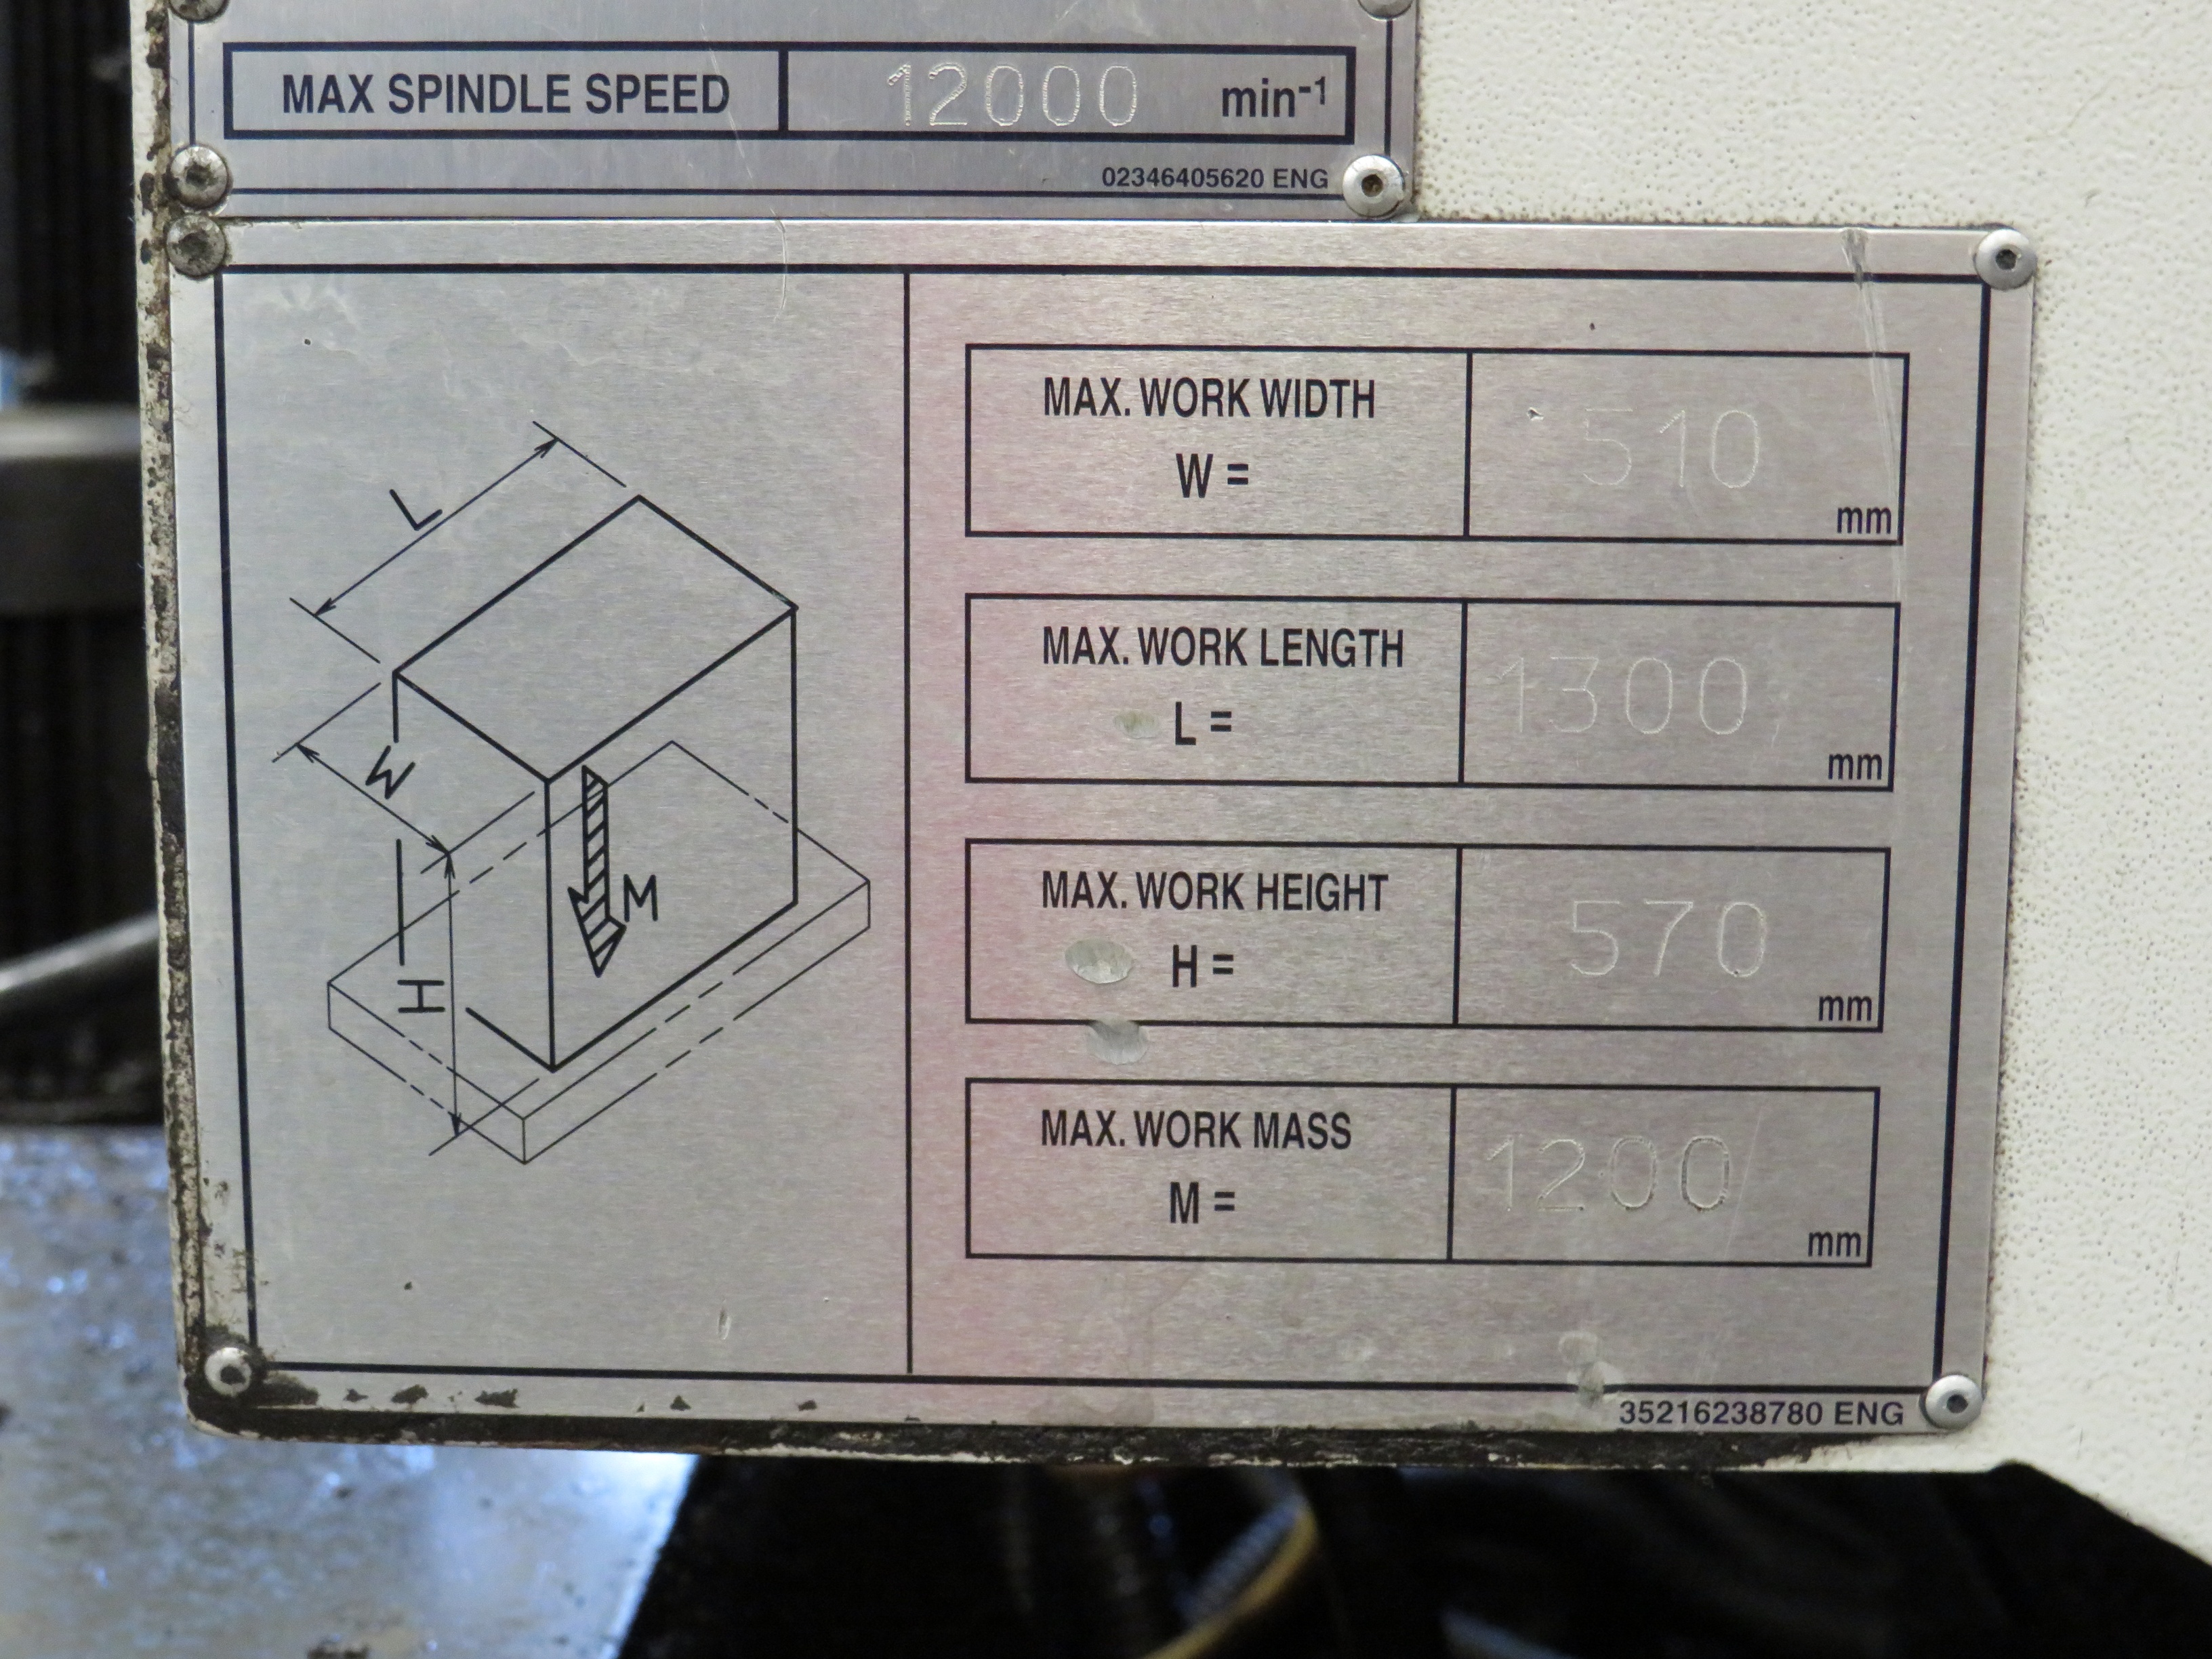 MAX SPINDLE SPEED 12000 min-1
02346405620 ENG
L
W
H
M
MAX. WORK WIDTH
W = 510 mm
MAX. WORK LENGTH
L = 1300 mm
MAX. WORK HEIGHT
H = 570 mm
MAX. WORK MASS
M = 1200 mm
35216238780 ENG